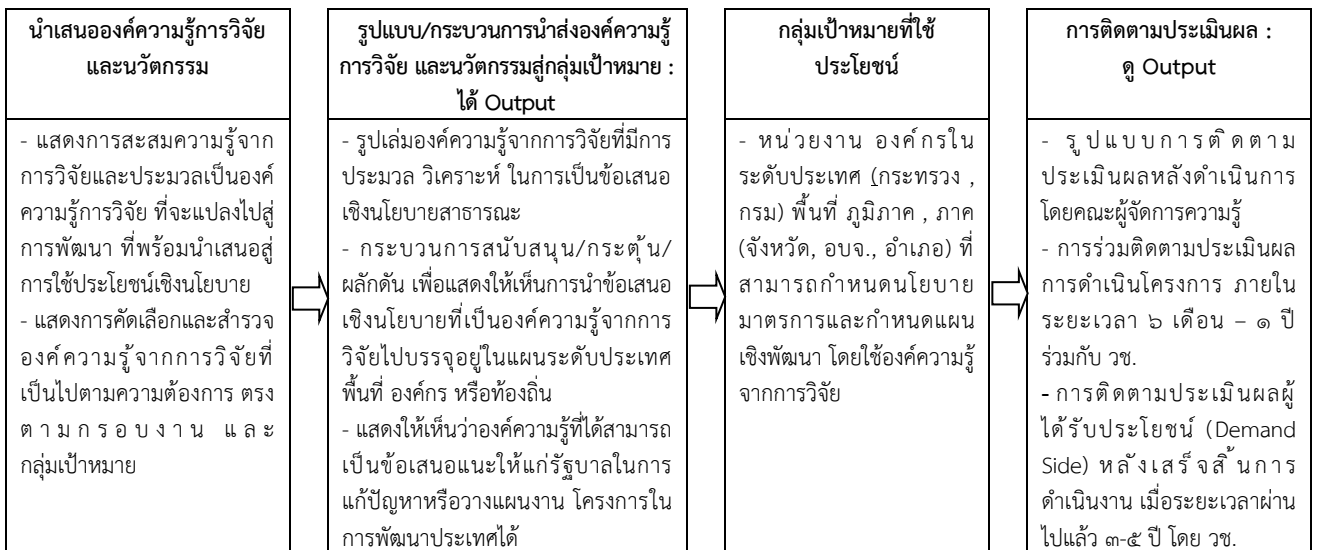 นำเสนอองค์ความรู้การวิจัย
และนวัตกรรม
- แสดงการสะสมความรู้จาก
การวิจัยและประมวลเป็นองค์
ความรู้การวิจัย ที่จะแปลงไปสู่
การพัฒนา ที่พร้อมนำเสนอสู่
การใช้ประโยชน์เชิงนโยบาย
- แสดงการคัดเลือกและสำรวจ
องค์ความรู้จากการวิจัยที่
เป็นไปตามความต้องการ ตรง
ตามกรอบงาน และ
กลุ่มเป้าหมาย
รูปแบบ/กระบวนการนำส่งองค์ความรู้
การวิจัย และนวัตกรรมสู่กลุ่มเป้าหมาย :
ได้ Output
- รูปเล่มองค์ความรู้จากการวิจัยที่มีการ
ประมวล วิเคราะห์ ในการเป็นข้อเสนอ
เชิงนโยบายสาธารณะ
- กระบวนการสนับสนุน/กระตุ้น/
ผลักดัน เพื่อแสดงให้เห็นการนำข้อเสนอ
เชิงนโยบายที่เป็นองค์ความรู้จากการ
วิจัยไปบรรจุอยู่ในแผนระดับประเทศ
พื้นที่ องค์กร หรือท้องถิ่น
- แสดงให้เห็นว่าองค์ความรู้ที่ได้สามารถ
เป็นข้อเสนอแนะให้แก่รัฐบาลในการ
แก้ปัญหาหรือวางแผนงาน โครงการใน
การพัฒนาประเทศได้
กลุ่มเป้าหมายที่ใช้
ประโยชน์
- หน่วยงาน องค์กรใน
ระดับประเทศ (กระทรวง ,
กรม) พื้นที่ ภูมิภาค , ภาค
(จังหวัด, อบจ., อำเภอ) ที่
สามารถกำหนดนโยบาย
มาตรการและกำหนดแผน
เชิงพัฒนา โดยใช้องค์ความรู้
จากการวิจัย
การติดตามประเมินผล :
ดู Output
- รูปแบบการติดตาม
ประเมินผลหลังดำเนินการ
โดยคณะผู้จัดการความรู้
- การร่วมติดตามประเมินผล
การดำเนินโครงการ ภายใน
ระยะเวลา ๖ เดือน – ๑ ปี
ร่วมกับ วช.
- การติดตามประเมินผลผู้
ได้รับประโยชน์ (Demand
Side) หลังเสร็จสิ้นการ
ดำเนินงาน เมื่อระยะเวลาผ่าน
ไปแล้ว ๓-๕ ปี โดย วช.